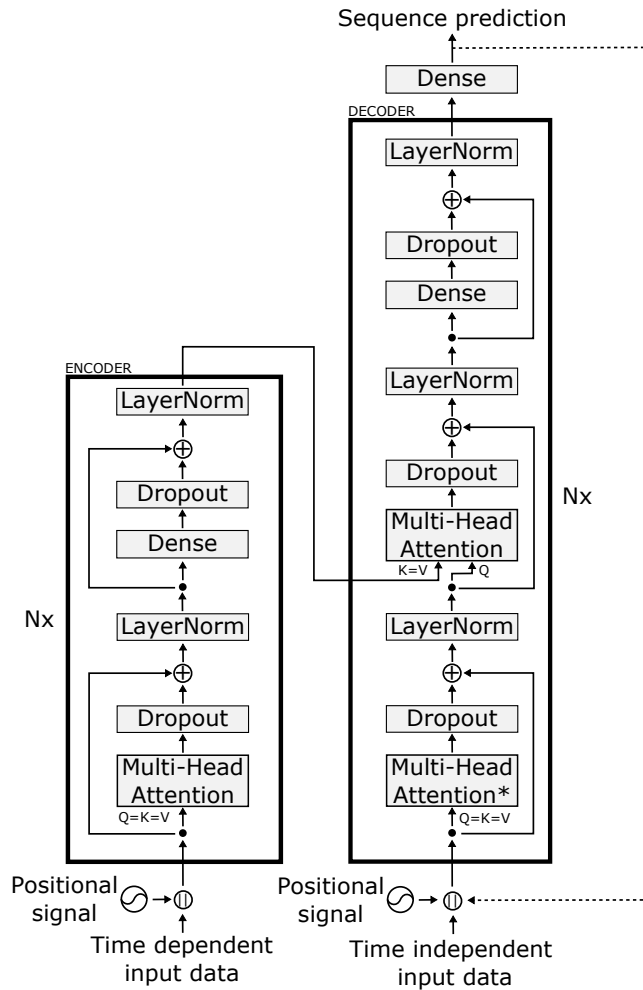 Sequence prediction
Dense
DECODER
LayerNorm
Dropout
Dense
LayerNorm
Dropout
Multi-Head
Attention
K=V
Q
LayerNorm
Dropout
Multi-Head
Attention*
Q=K=V
Nx
Positional
signal
Time independent
input data
ENCODER
LayerNorm
Dropout
Dense
LayerNorm
Dropout
Multi-Head
Attention
Q=K=V
Nx
Positional
signal
Time dependent
input data